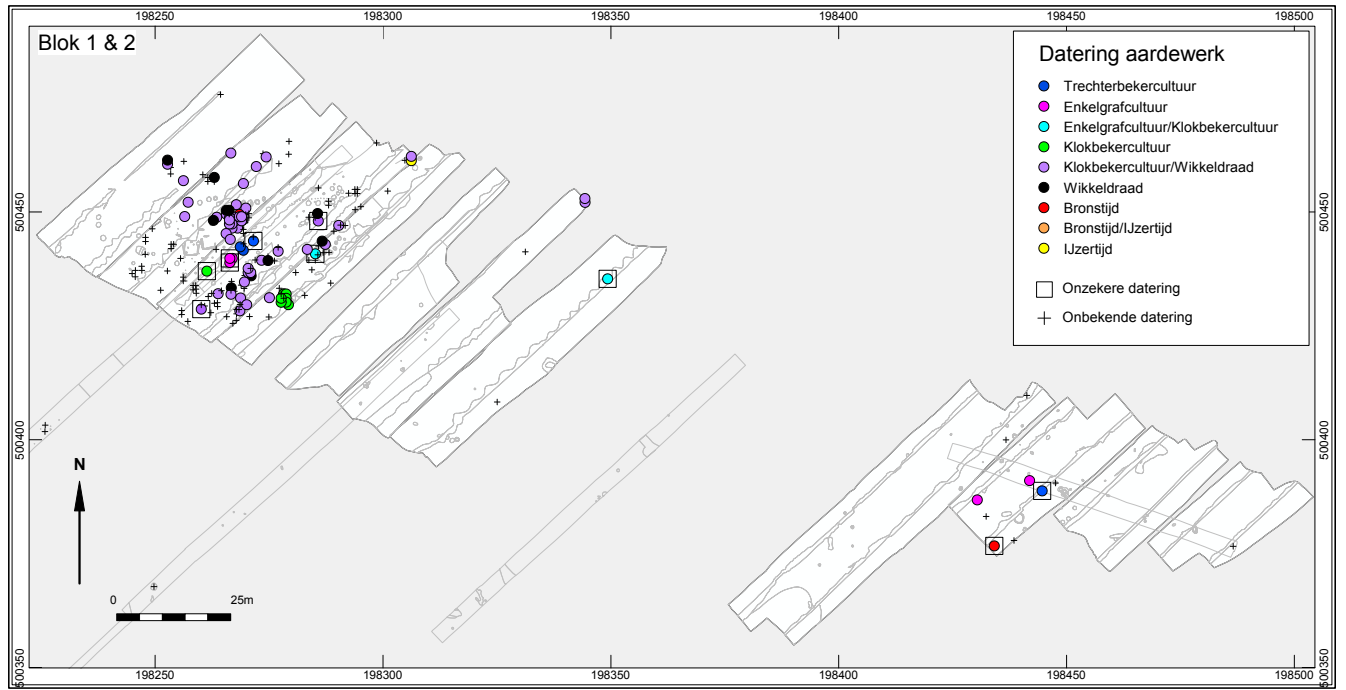 198250 198300 198350 198400 198450 198500
Blok 1 & 2
Datering aardewerk
Trechterbekercultuur
Enkelgrafcultuur
Enkelgrafcultuur/Klokbekercultuur
Klokbekercultuur
Klokbekercultuur/Wikkeldraad
Wikkeldraad
Bronstijd
Bronstijd/IJzertijd
IJzertijd
Onzekere datering
Onbekende datering
500450 500450
500400 500400
N
0 25m
500350 500350
198250 198300 198350 198400 198450 198500